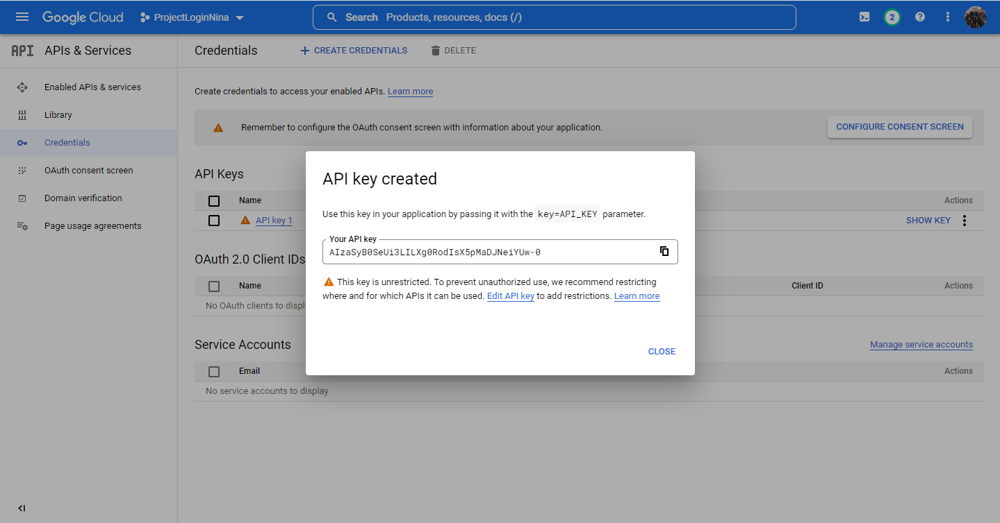 Google Cloud
ProjectLoginNina
Search Products, resources, docs (/)
2
API APIs & Services
Credentials
CREATE CREDENTIALS
DELETE
Enabled APIs & services
Library
Credentials
OAuth consent screen
Domain verification
Page usage agreements
Create credentials to access your enabled APIs. Learn more
Remember to configure the OAuth consent screen with information about your application.
CONFIGURE CONSENT SCREEN
API Keys
Name
Actions
API key 1
SHOW KEY
OAuth 2.0 Client IDs
Name
Client ID
Actions
No OAuth clients to displ
Service Accounts
Manage service accounts
Email
Actions
No service accounts to display
API key created
Use this key in your application by passing it with the key=API_KEY parameter.
Your API key
AIzaSyB0SeUi3LILXg0RodIsX5pMaDJNeiYUw-0
This key is unrestricted. To prevent unauthorized use, we recommend restricting
where and for which APIs it can be used. Edit API key to add restrictions. Learn more
CLOSE